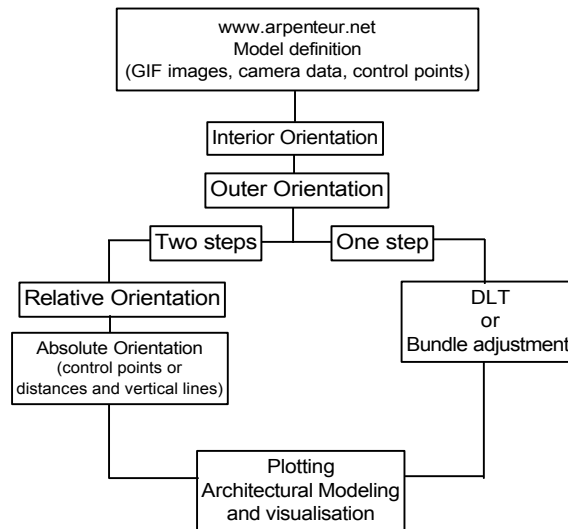 www.arpenteur.net
Model definition
(GIF images, camera data, control points)
Interior Orientation
Outer Orientation
Two steps
One step
Relative Orientation
Absolute Orientation
(control points or
distances and vertical lines)
DLT
or
Bundle adjustment
Plotting
Architectural Modeling
and visualisation